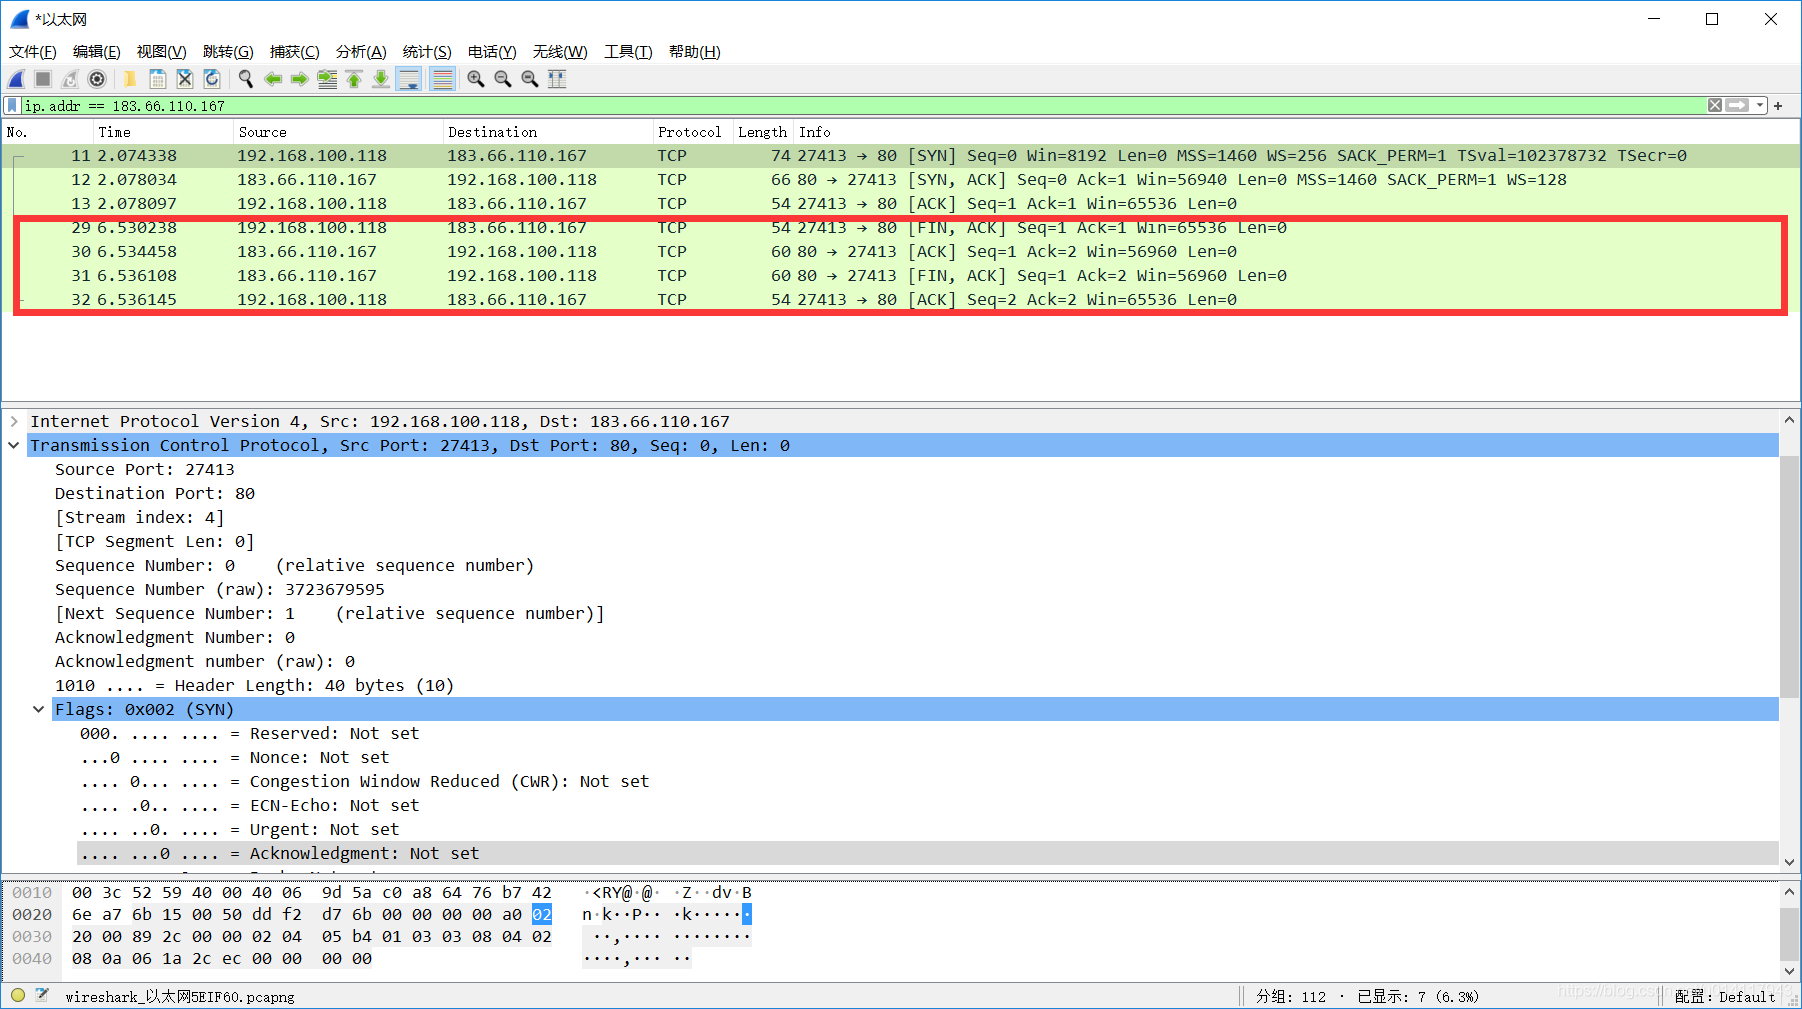 *以太网
文件(F) 编辑(E) 视图(V) 跳转(G) 捕获(C) 分析(A) 统计(S) 电话(Y) 无线(W) 工具(T) 帮助(H)
ip.addr == 183.66.110.167
No. Time Source Destination Protocol Length Info
11 2.074338 192.168.100.118 183.66.110.167 TCP 74 27413 → 80 [SYN] Seq=0 Win=8192 Len=0 MSS=1460 WS=256 SACK_PERM=1 TSval=102378732 TSecr=0
12 2.078034 183.66.110.167 192.168.100.118 TCP 66 80 → 27413 [SYN, ACK] Seq=0 Ack=1 Win=56940 Len=0 MSS=1460 SACK_PERM=1 WS=128
13 2.078097 192.168.100.118 183.66.110.167 TCP 54 27413 → 80 [ACK] Seq=1 Ack=1 Win=65536 Len=0
29 6.530238 192.168.100.118 183.66.110.167 TCP 54 27413 → 80 [FIN, ACK] Seq=1 Ack=1 Win=65536 Len=0
30 6.534458 183.66.110.167 192.168.100.118 TCP 60 80 → 27413 [ACK] Seq=1 Ack=2 Win=56960 Len=0
31 6.536108 183.66.110.167 192.168.100.118 TCP 60 80 → 27413 [FIN, ACK] Seq=1 Ack=2 Win=56960 Len=0
32 6.536145 192.168.100.118 183.66.110.167 TCP 54 27413 → 80 [ACK] Seq=2 Ack=2 Win=65536 Len=0
Internet Protocol Version 4, Src: 192.168.100.118, Dst: 183.66.110.167
Transmission Control Protocol, Src Port: 27413, Dst Port: 80, Seq: 0, Len: 0
Source Port: 27413
Destination Port: 80
[Stream index: 4]
[TCP Segment Len: 0]
Sequence Number: 0    (relative sequence number)
Sequence Number (raw): 3723679595
[Next Sequence Number: 1    (relative sequence number)]
Acknowledgment Number: 0
Acknowledgment number (raw): 0
1010 .... = Header Length: 40 bytes (10)
Flags: 0x002 (SYN)
000. .... .... = Reserved: Not set
...0 .... .... = Nonce: Not set
.... 0... .... = Congestion Window Reduced (CWR): Not set
.... .0.. .... = ECN-Echo: Not set
.... ..0. .... = Urgent: Not set
.... ...0 .... = Acknowledgment: Not set
0010 00 3c 52 59 40 00 40 06 9d 5a c0 a8 64 76 b7 42 ·<RY@·@· ·Z··dv·B
0020 6e a7 6b 15 00 50 dd f2 d7 6b 00 00 00 00 a0 02 n·k··P·· ·k······
0030 20 00 89 2c 00 00 02 04 05 b4 01 03 03 08 04 02 ··,···· ········
0040 08 0a 06 1a 2c ec 00 00 00 00 ····,··· ··
wireshark_以太网5EIF60.pcapng
分组: 112 · 已显示: 7 (6.3%)
配置: Default